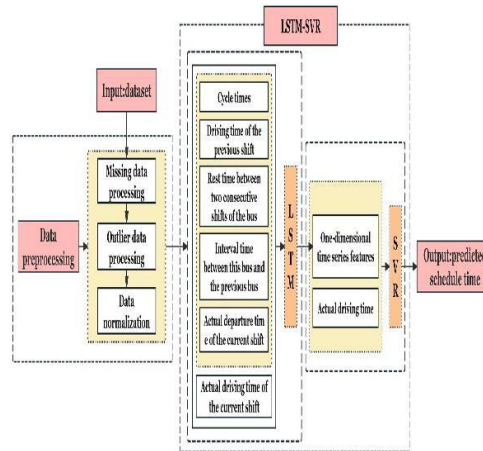 LSTM-SVR
Input:dataset
Missing data
processing
Outlier data
processing
Data
normalization
Data
preprocessing
Cycle times
Driving time of the
previous shift
Rest time between
two consecutive
shifts of the bus
Interval time
between this bus and
the previous bus
Actual departure tim
e of the current shift
Actual driving time of
the current shift
L
S
T
M
One-dimensional
time series features
Actual driving time
S
V
R
Output:predicted
schedule time